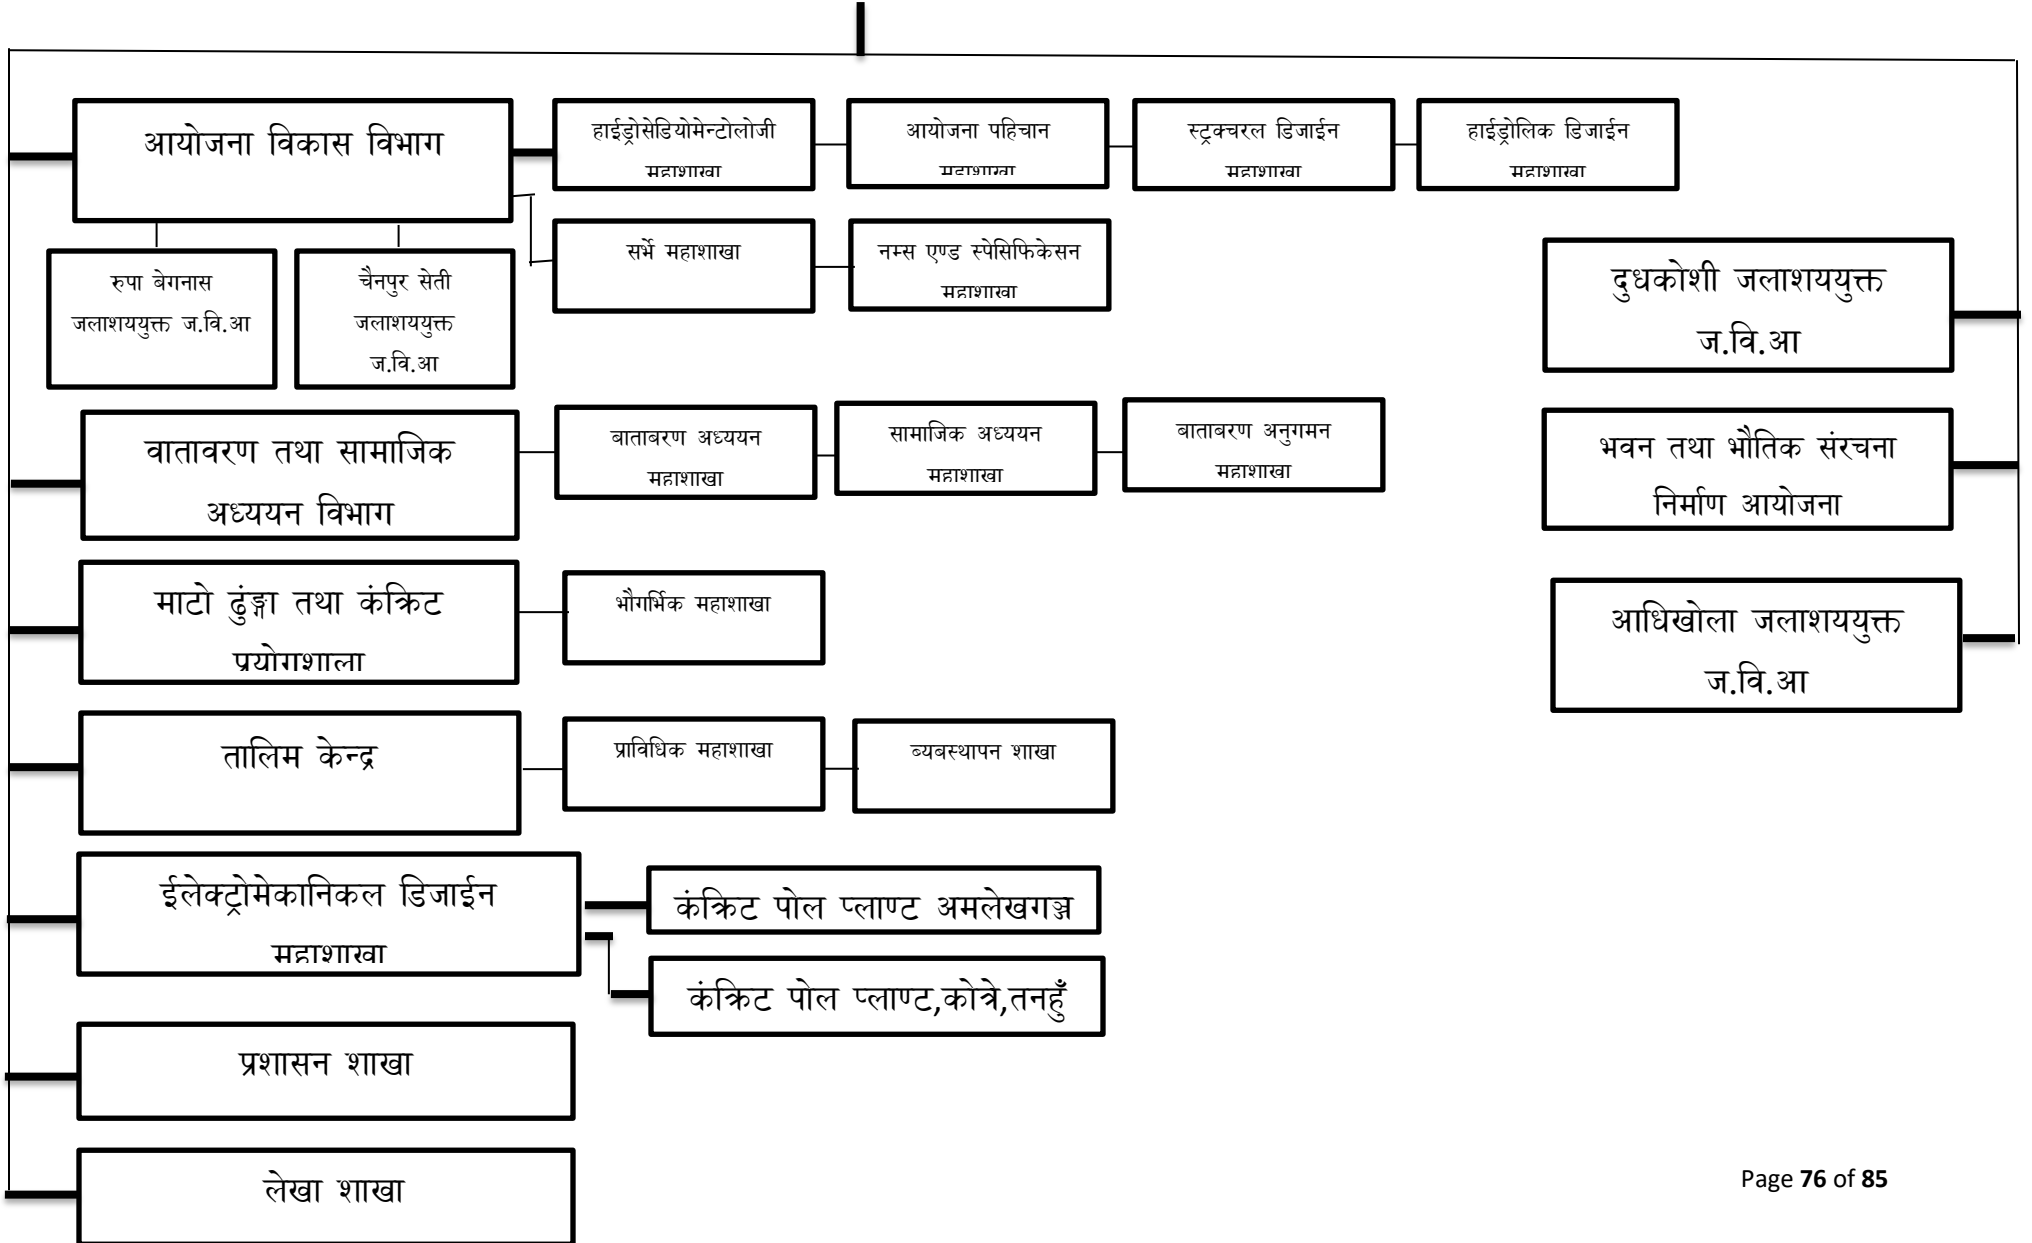 आयोजना विकास विभाग
हाईड्रोसेडियोमेन्टोलोजी
महाशाखा
आयोजना पहिचान
महाशाखा
स्ट्रक्चरल डिजाईन
महाशाखा
हाईड्रोलिक डिजाईन
महाशाखा
सर्भे महाशाखा
नम्स एण्ड स्पेसिफिकेसन
महाशाखा
रुपा बेगनास
जलाशययुक्त ज.वि.आ
चैनपुर सेती
जलाशययुक्त
ज.वि.आ
दुधकोशी जलाशययुक्त
ज.वि.आ
वातावरण तथा सामाजिक
अध्ययन विभाग
बाताबरण अध्ययन
महाशाखा
सामाजिक अध्ययन
महाशाखा
बाताबरण अनुगमन
महाशाखा
भवन तथा भौतिक संरचना
निर्माण आयोजना
माटो ढुंङ्गा तथा कंक्रिट
प्रयोगशाला
भौगर्भिक महाशाखा
आधिखोला जलाशययुक्त
ज.वि.आ
तालिम केन्द्र
प्राविधिक महाशाखा
ब्यबस्थापन शाखा
ईलेक्ट्रोमेकानिकल डिजाईन
महाशाखा
कंक्रिट पोल प्लाण्ट अमलेखगञ्ज
कंक्रिट पोल प्लाण्ट,कोत्रे,तनहुँ
प्रशासन शाखा
लेखा शाखा
Page 76 of 85